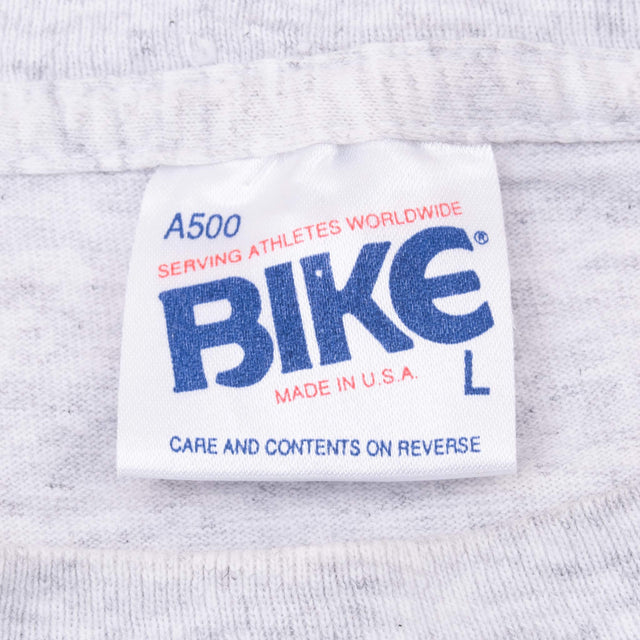 A500
SERVING ATHLETES WORLDWIDE
BIKE®
MADE IN U.S.A.
L
CARE AND CONTENTS ON REVERSE